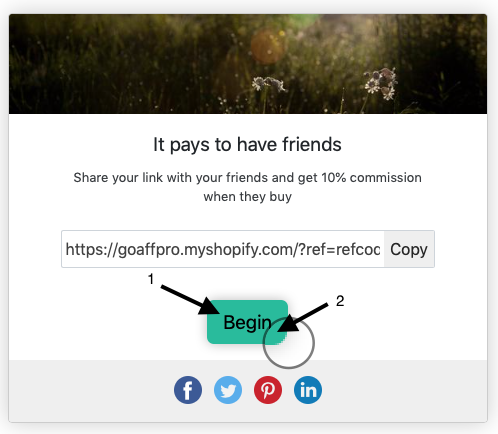 It pays to have friends
Share your link with your friends and get 10% commission
when they buy
https://goaffpro.myshopify.com/?ref=refcoc Copy
1
2
Begin